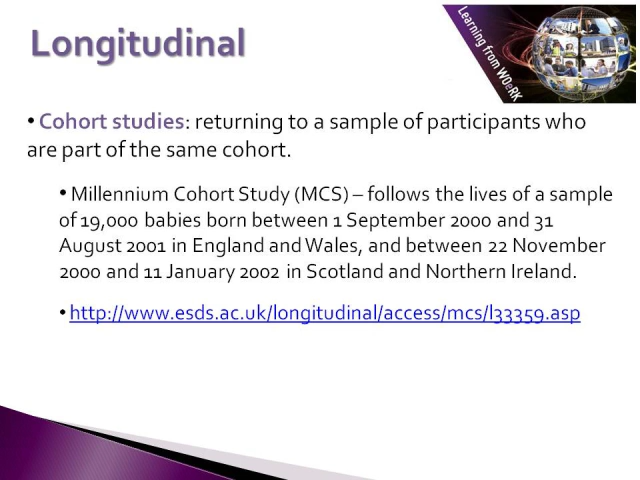 Longitudinal
Learning from WOeRK
• Cohort studies: returning to a sample of participants who
are part of the same cohort.
• Millennium Cohort Study (MCS) – follows the lives of a sample
of 19,000 babies born between 1 September 2000 and 31
August 2001 in England and Wales, and between 22 November
2000 and 11 January 2002 in Scotland and Northern Ireland.
• http://www.esds.ac.uk/longitudinal/access/mcs/l33359.asp